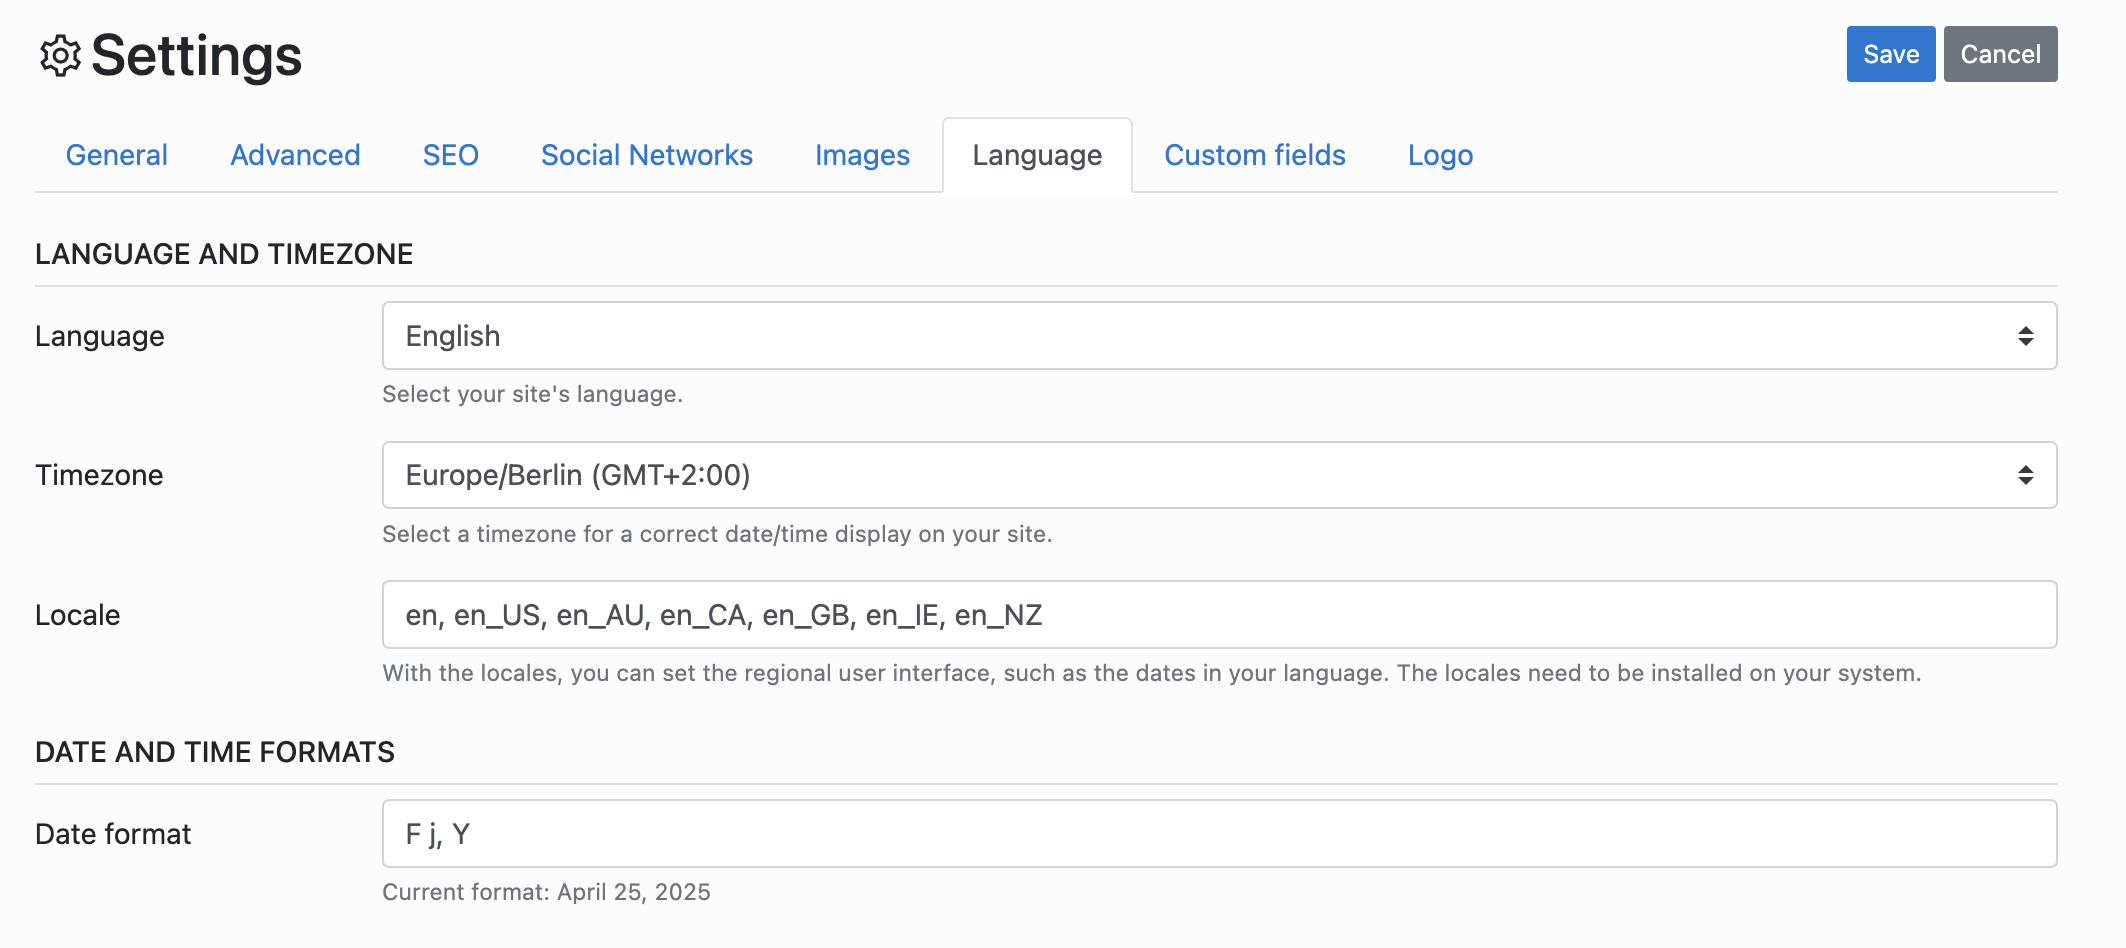 Settings
Save Cancel
General Advanced SEO Social Networks Images Language Custom fields Logo
LANGUAGE AND TIMEZONE
Language English
Select your site's language.
Timezone Europe/Berlin (GMT+2:00)
Select a timezone for a correct date/time display on your site.
Locale en, en_US, en_AU, en_CA, en_GB, en_IE, en_NZ
With the locales, you can set the regional user interface, such as the dates in your language. The locales need to be installed on your system.
DATE AND TIME FORMATS
Date format F j, Y
Current format: April 25, 2025